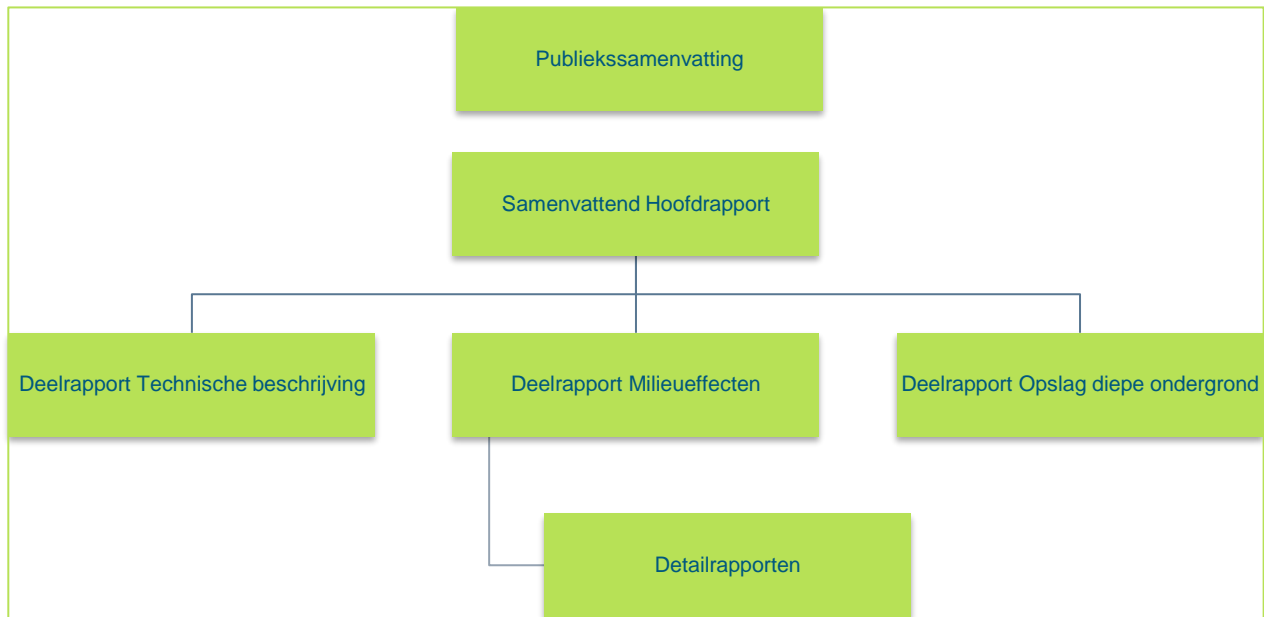 Publiekssamenvatting
Samenvattend Hoofdrapport
Deelrapport Technische beschrijving
Deelrapport Milieueffecten
Deelrapport Opslag diepe ondergrond
Detailrapporten